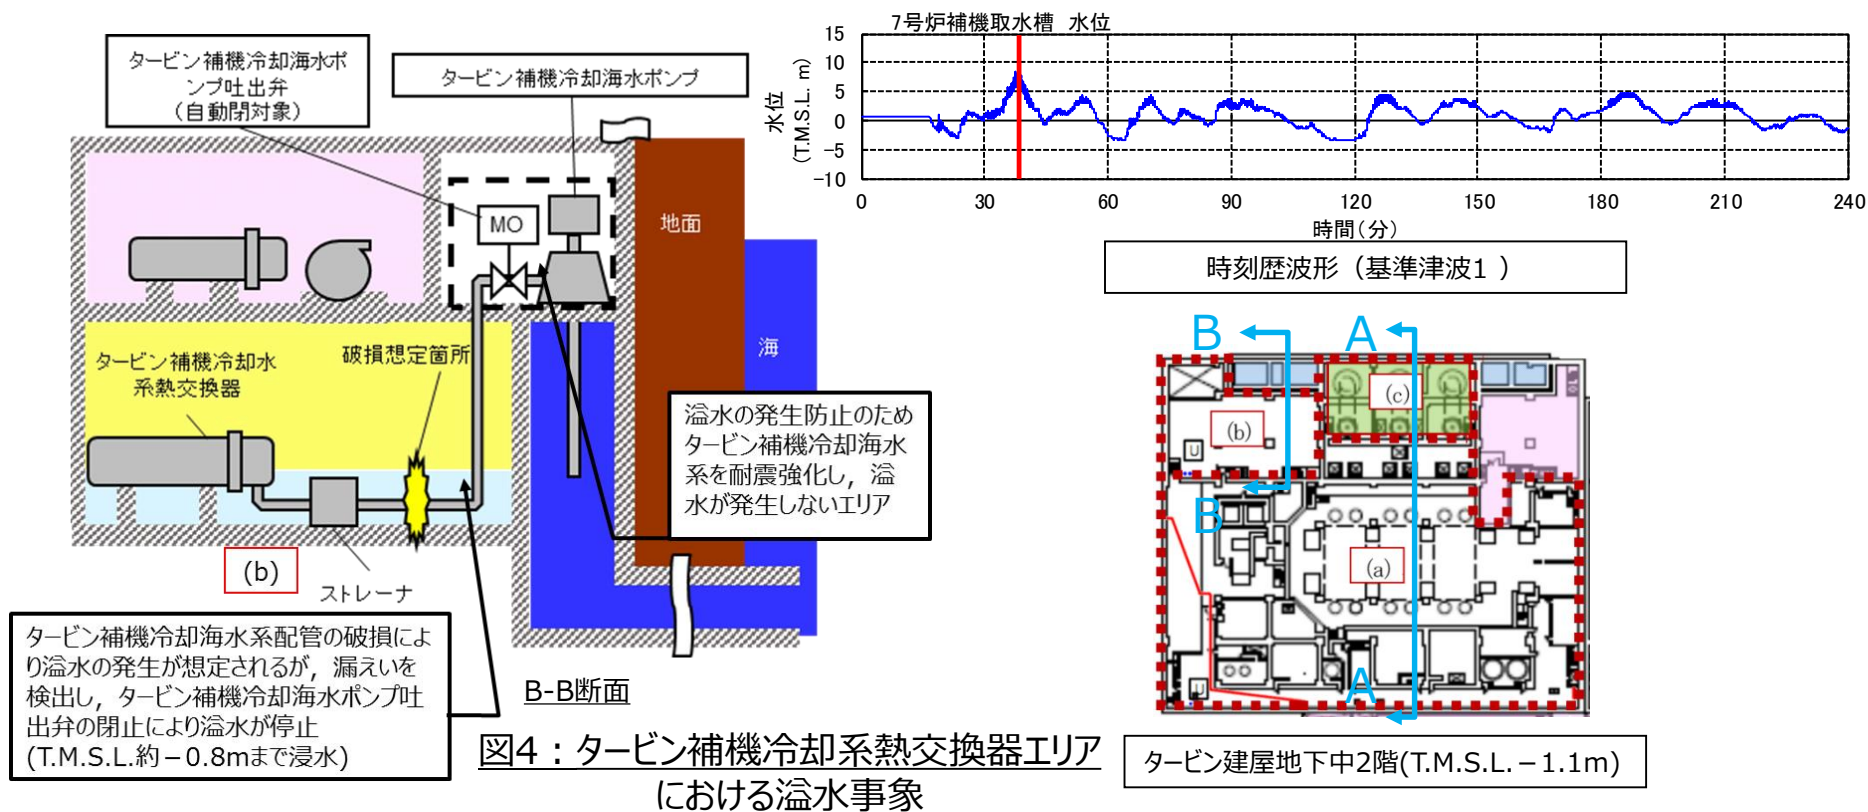 タービン補機冷却海水ポ
ンプ吐出弁
(自動閉対象)
タービン補機冷却海水ポンプ
MO
地面
海
タービン補機冷却水
系熱交換器
破損想定箇所
ストレーナ
(b)
溢水の発生防止のため
タービン補機冷却海水
系を耐震強化し，溢
水が発生しないエリア
タービン補機冷却海水系配管の破損によ
り溢水の発生が想定されるが，漏えいを
検出し，タービン補機冷却海水ポンプ吐
出弁の閉止により溢水が停止
(T.M.S.L.約－0.8mまで浸水)
B-B断面
図4：タービン補機冷却系熱交換器エリア
における溢水事象
7号炉補機取水槽 水位
水位
(T.M.S.L. m)
15
10
5
0
-5
-10
0 30 60 90 120 150 180 210 240
時間(分)
時刻歴波形（基準津波1 ）
B
A
(c)
(b)
U
B
(a)
U
A
タービン建屋地下中2階(T.M.S.L.－1.1m)